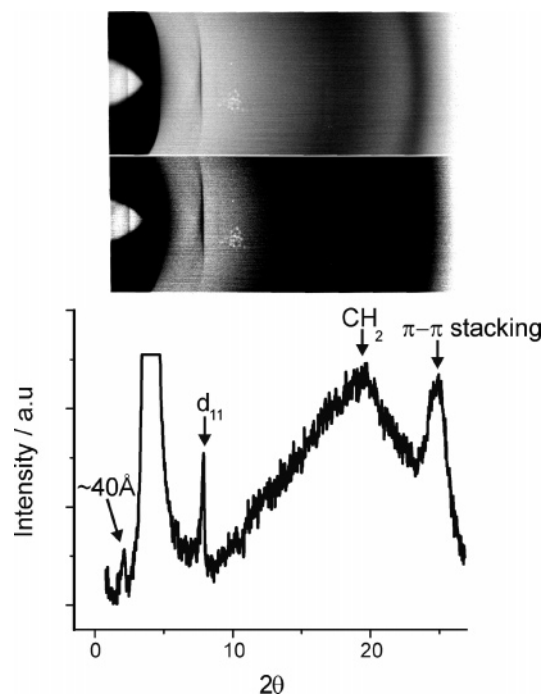 CH₂
π–π stacking
d₁₁
~40Å
Intensity / a.u
0
10
20
2θ